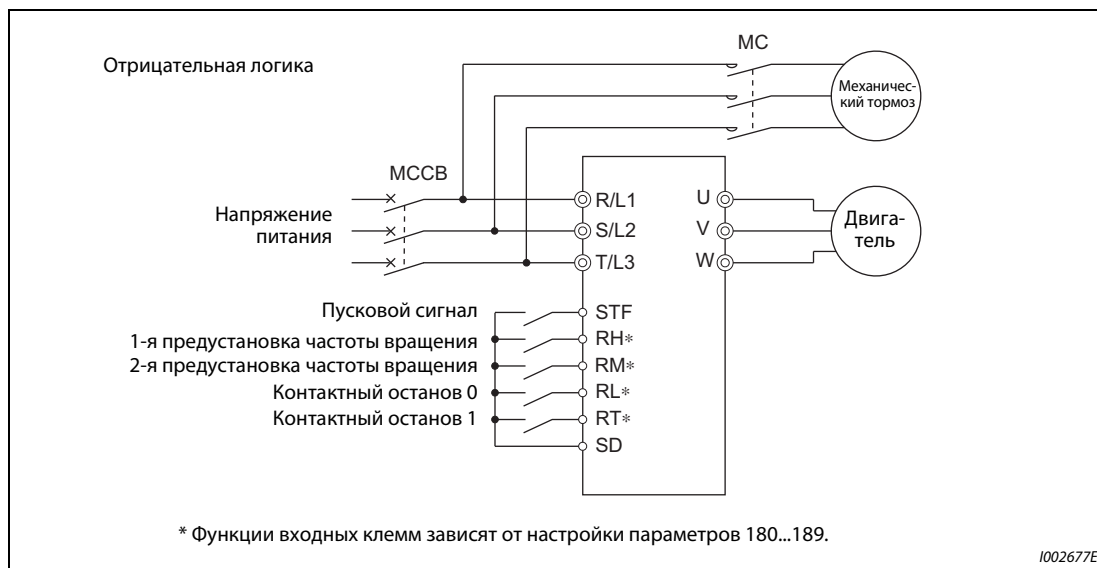 MC
Отрицательная логика
Механичес-
кий тормоз
MCCB
Напряжение
питания
R/L1
S/L2
T/L3
U
V
W
Двига-
тель
Пусковой сигнал
STF
1-я предустановка частоты вращения
RH*
2-я предустановка частоты вращения
RM*
Контактный останов 0
RL*
Контактный останов 1
RT*
SD
* Функции входных клемм зависят от настройки параметров 180...189.
I002677E